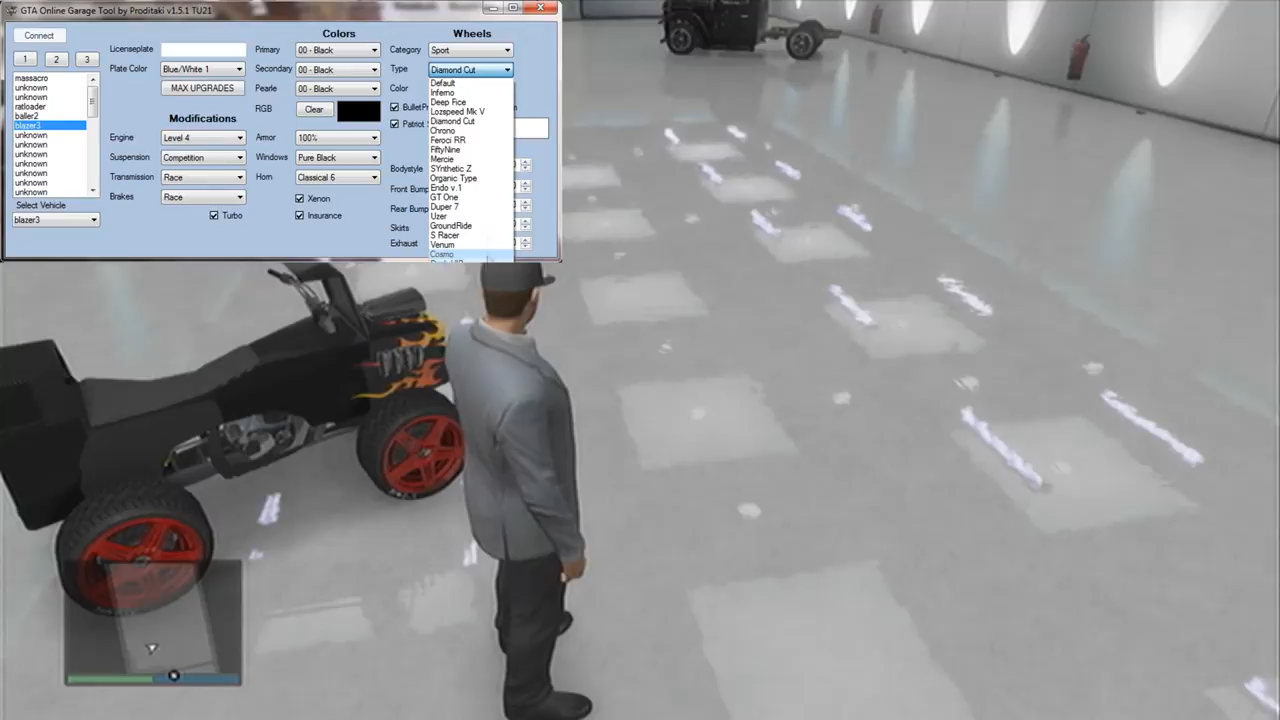 GTA Online Garage Tool by Proditaki v1.5.1 TU21
Connect
1 2 3
massacro
unknown
unknown
ratloader
baller2
blazer3
unknown
unknown
unknown
unknown
unknown
unknown
unknown
Select Vehicle
blazer3
Licenseplate
Plate Color Blue/White 1
MAX UPGRADES
Modifications
Engine Level 4
Suspension Competition
Transmission Race
Brakes Race
Turbo
Colors
Primary 00 - Black
Secondary 00 - Black
Pearle 00 - Black
RGB Clear
Armor 100%
Windows Pure Black
Horn Classical 6
Xenon
Insurance
Wheels
Category Sport
Type Diamond Cut
Color
Patriot
Bodystyle
Front Bump
Rear Bump
Skirts
Exhaust
Default
Inferno
Deep Fice
Lozspeed Mk V
Diamond Cut
Chrono
Feroci RR
FiftyNine
Mercie
SYnthetic Z
Organic Type
Endo v.1
GT One
Duper 7
Uzer
GroundRide
S Racer
Venum
Cosmo